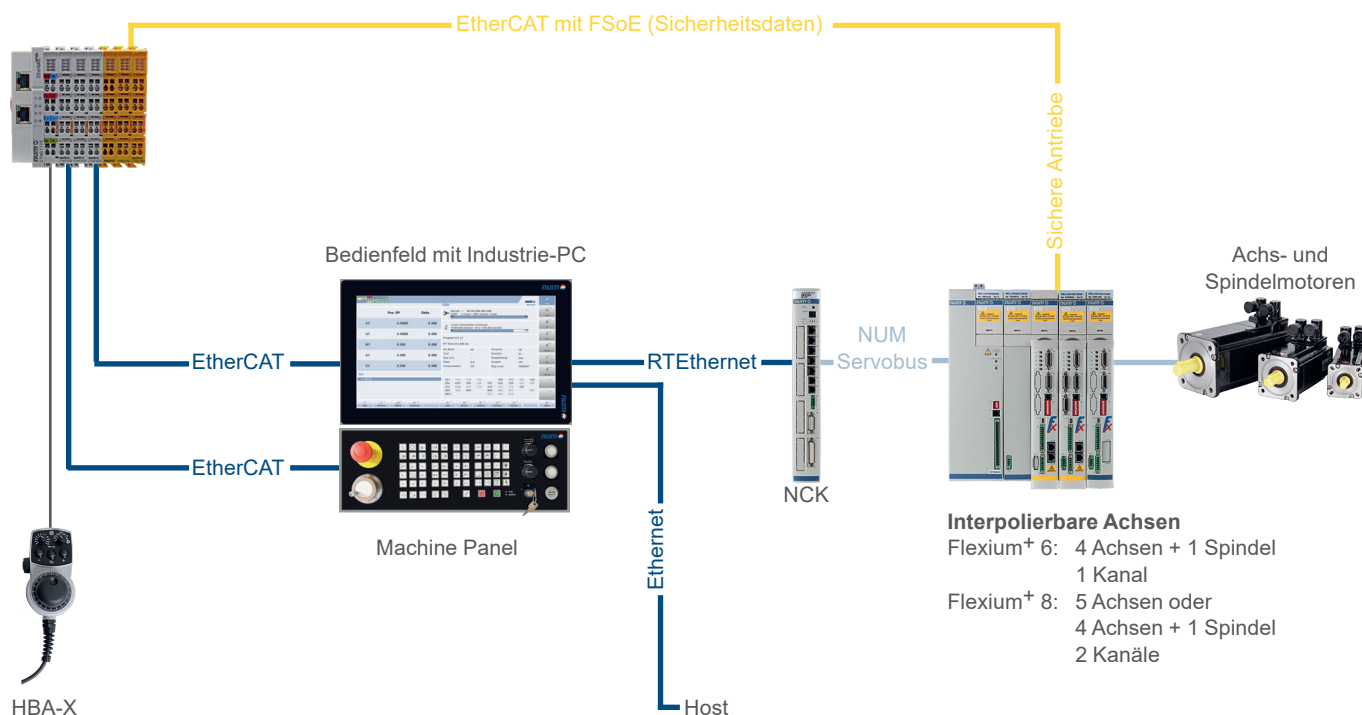 EtherCAT mit FSoE (Sicherheitsdaten)
Sichere Antriebe
Bedienfeld mit Industrie-PC
Achs- und
Spindelmotoren
num
EtherCAT
RTEthernet
NUM
Servobus
EtherCAT
num
NCK
Machine Panel
Ethernet
Interpolierbare Achsen
Flexium+ 6: 4 Achsen + 1 Spindel
1 Kanal
Flexium+ 8: 5 Achsen oder
4 Achsen + 1 Spindel
2 Kanäle
HBA-X
Host